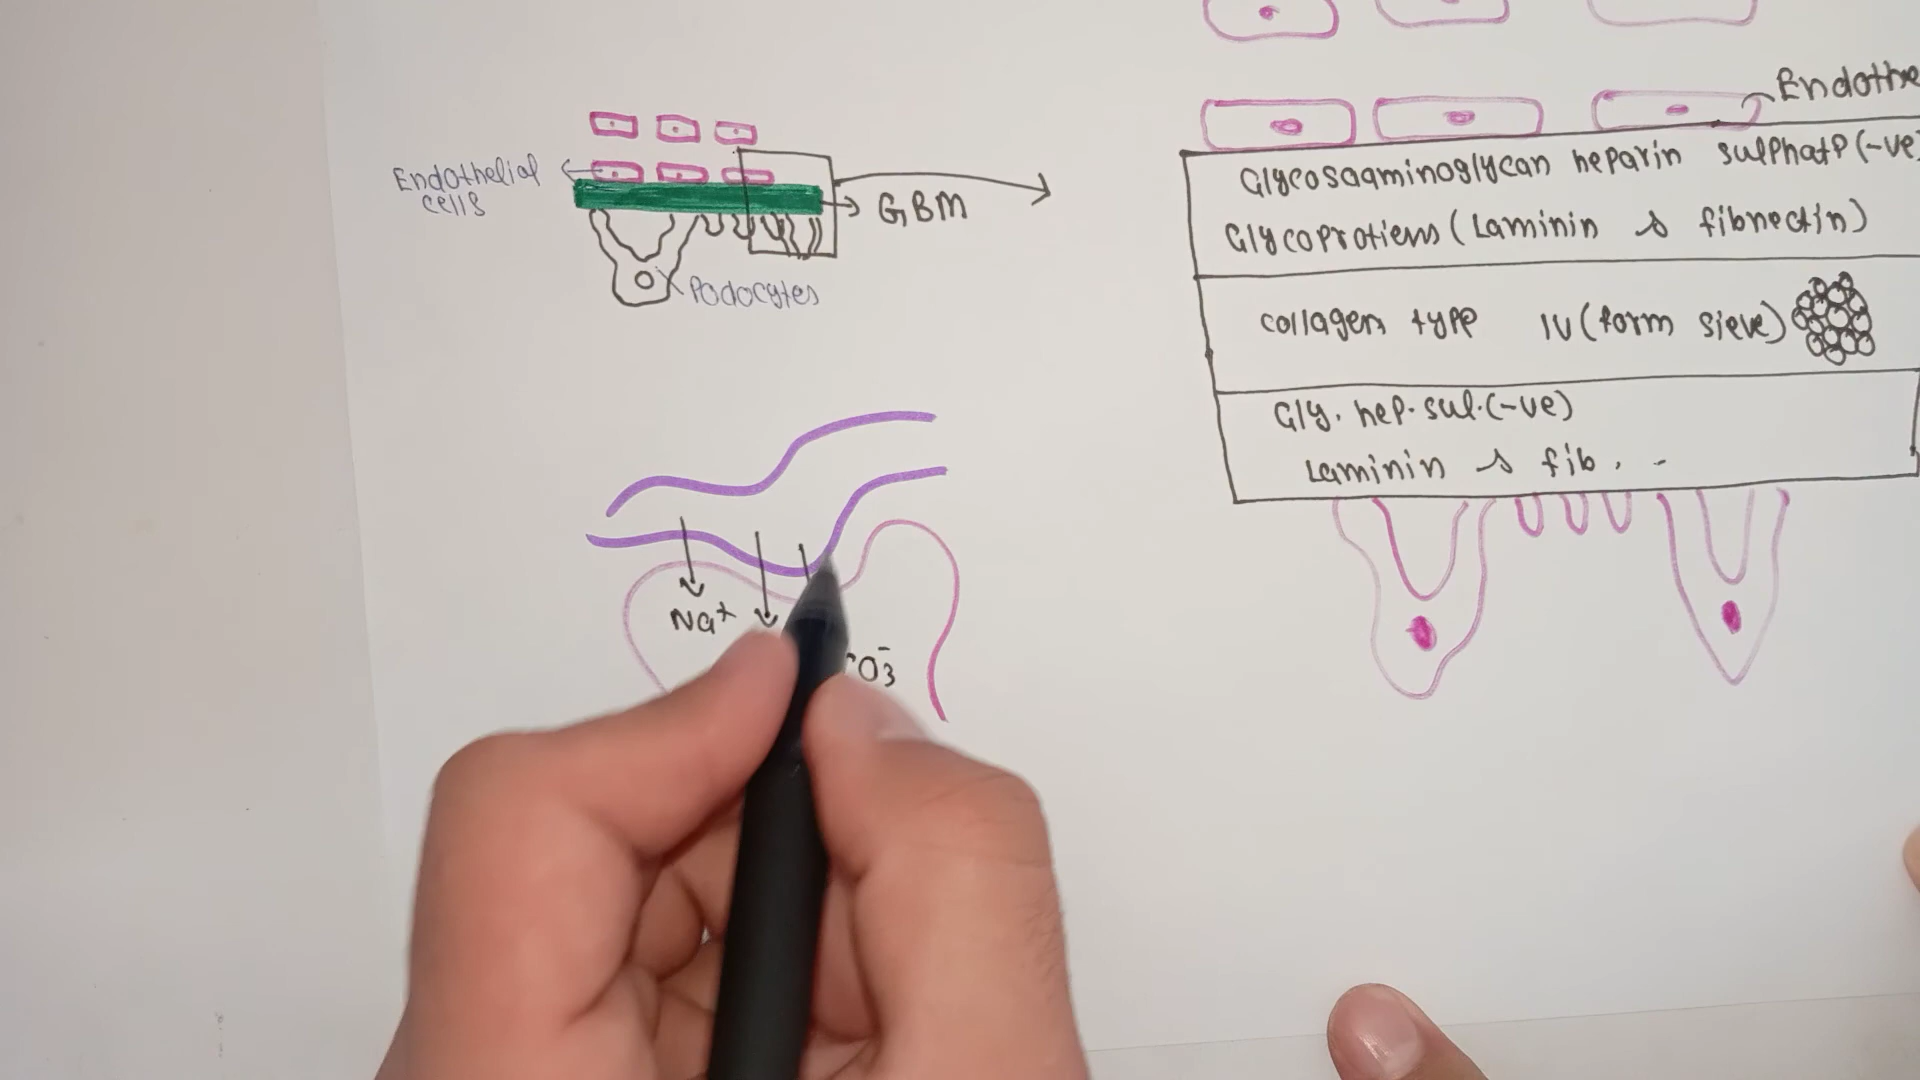 Endothelial
cells
GBM
Podocytes
Na+
O3-
Endothe
Glycosaaminoglycan heparin sulphate (-ve)
Glycoprotiens (Laminin & fibnectin)
collagen type IV (form sieve)
Gly. hep. sul. (-ve)
Laminin & fib. -